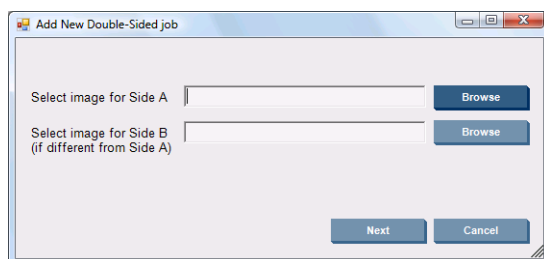 Add New Double-Sided job
Select image for Side A
Browse
Select image for Side B
(if different from Side A)
Browse
Next
Cancel